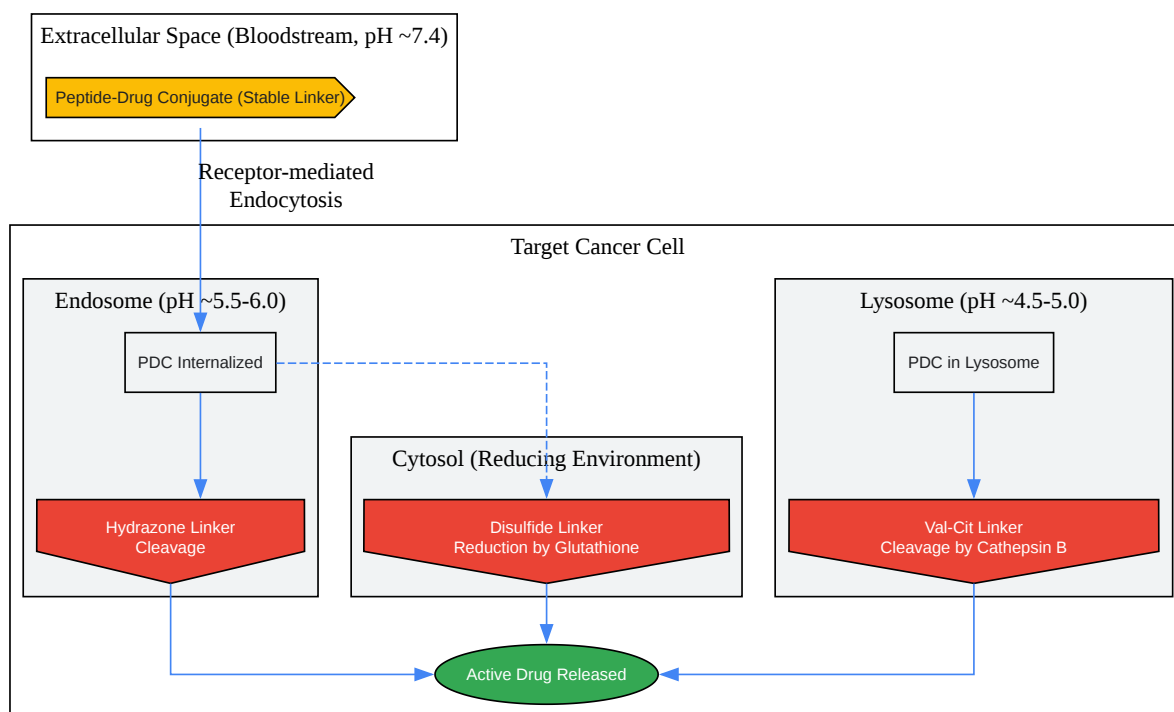 Extracellular Space (Bloodstream, pH ~7.4)
Peptide-Drug Conjugate (Stable Linker)
Receptor-mediated
Endocytosis
Target Cancer Cell
Endosome (pH ~5.5-6.0)
Lysosome (pH ~4.5-5.0)
PDC Internalized
PDC in Lysosome
Cytosol (Reducing Environment)
Hydrazone Linker
Cleavage
Disulfide Linker
Reduction by Glutathione
Val-Cit Linker
Cleavage by Cathepsin B
Active Drug Released